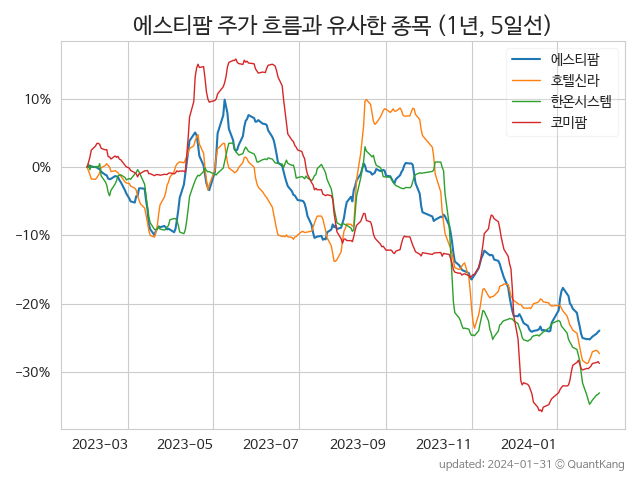 에스티팜 주가 흐름과 유사한 종목 (1년, 5일선)
에스티팜
호텔신라
한온시스템
코미팜
10%
0%
−10%
−20%
−30%
2023-03 2023-05 2023-07 2023-09 2023-11 2024-01
updated: 2024-01-31 © QuantKang